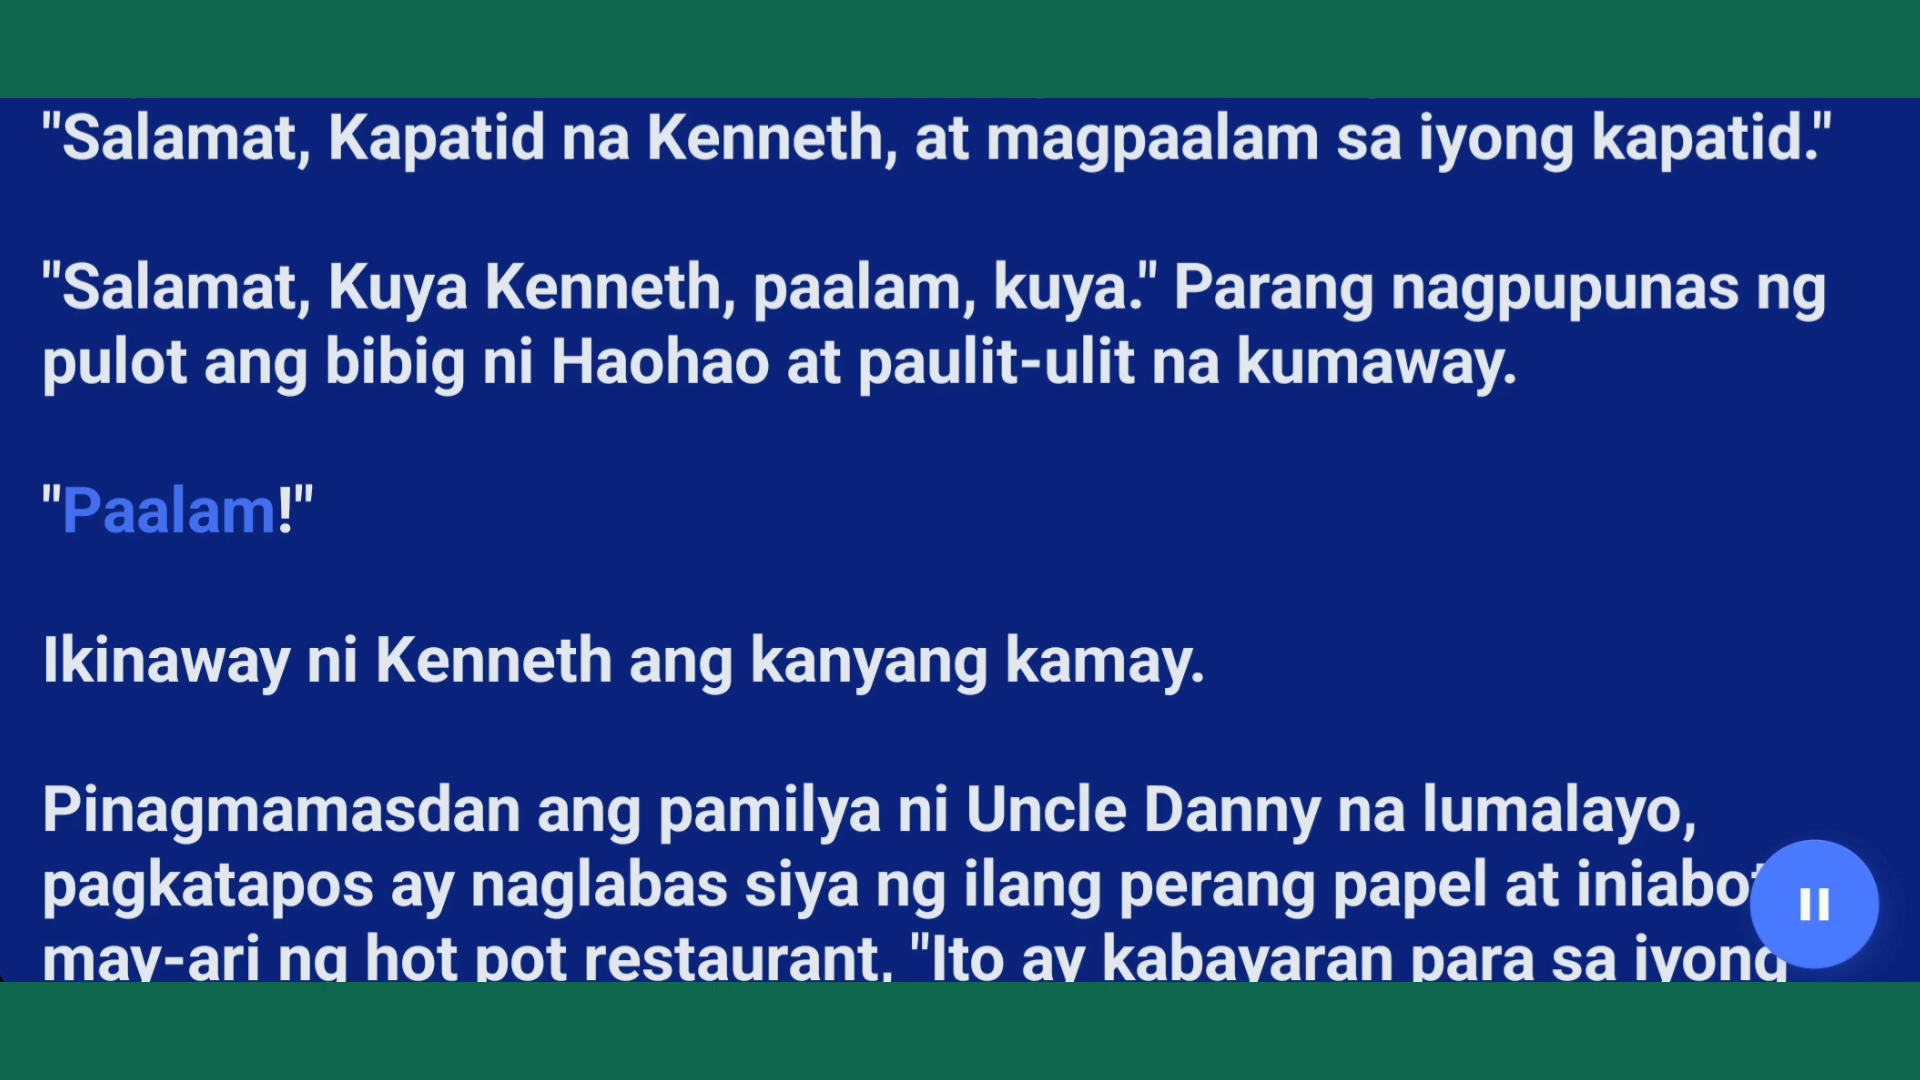 "Salamat, Kapatid na Kenneth, at magpaalam sa iyong kapatid."
"Salamat, Kuya Kenneth, paalam, kuya." Parang nagpupunas ng
pulot ang bibig ni Haohao at paulit-ulit na kumaway.
"Paalam!"
Ikinaway ni Kenneth ang kanyang kamay.
Pinagmamasdan ang pamilya ni Uncle Danny na lumalayo,
pagkatapos ay naglabas siya ng ilang perang papel at
may-ari ng hot pot restaurant, "Ito ay kabayaran para sa iyong